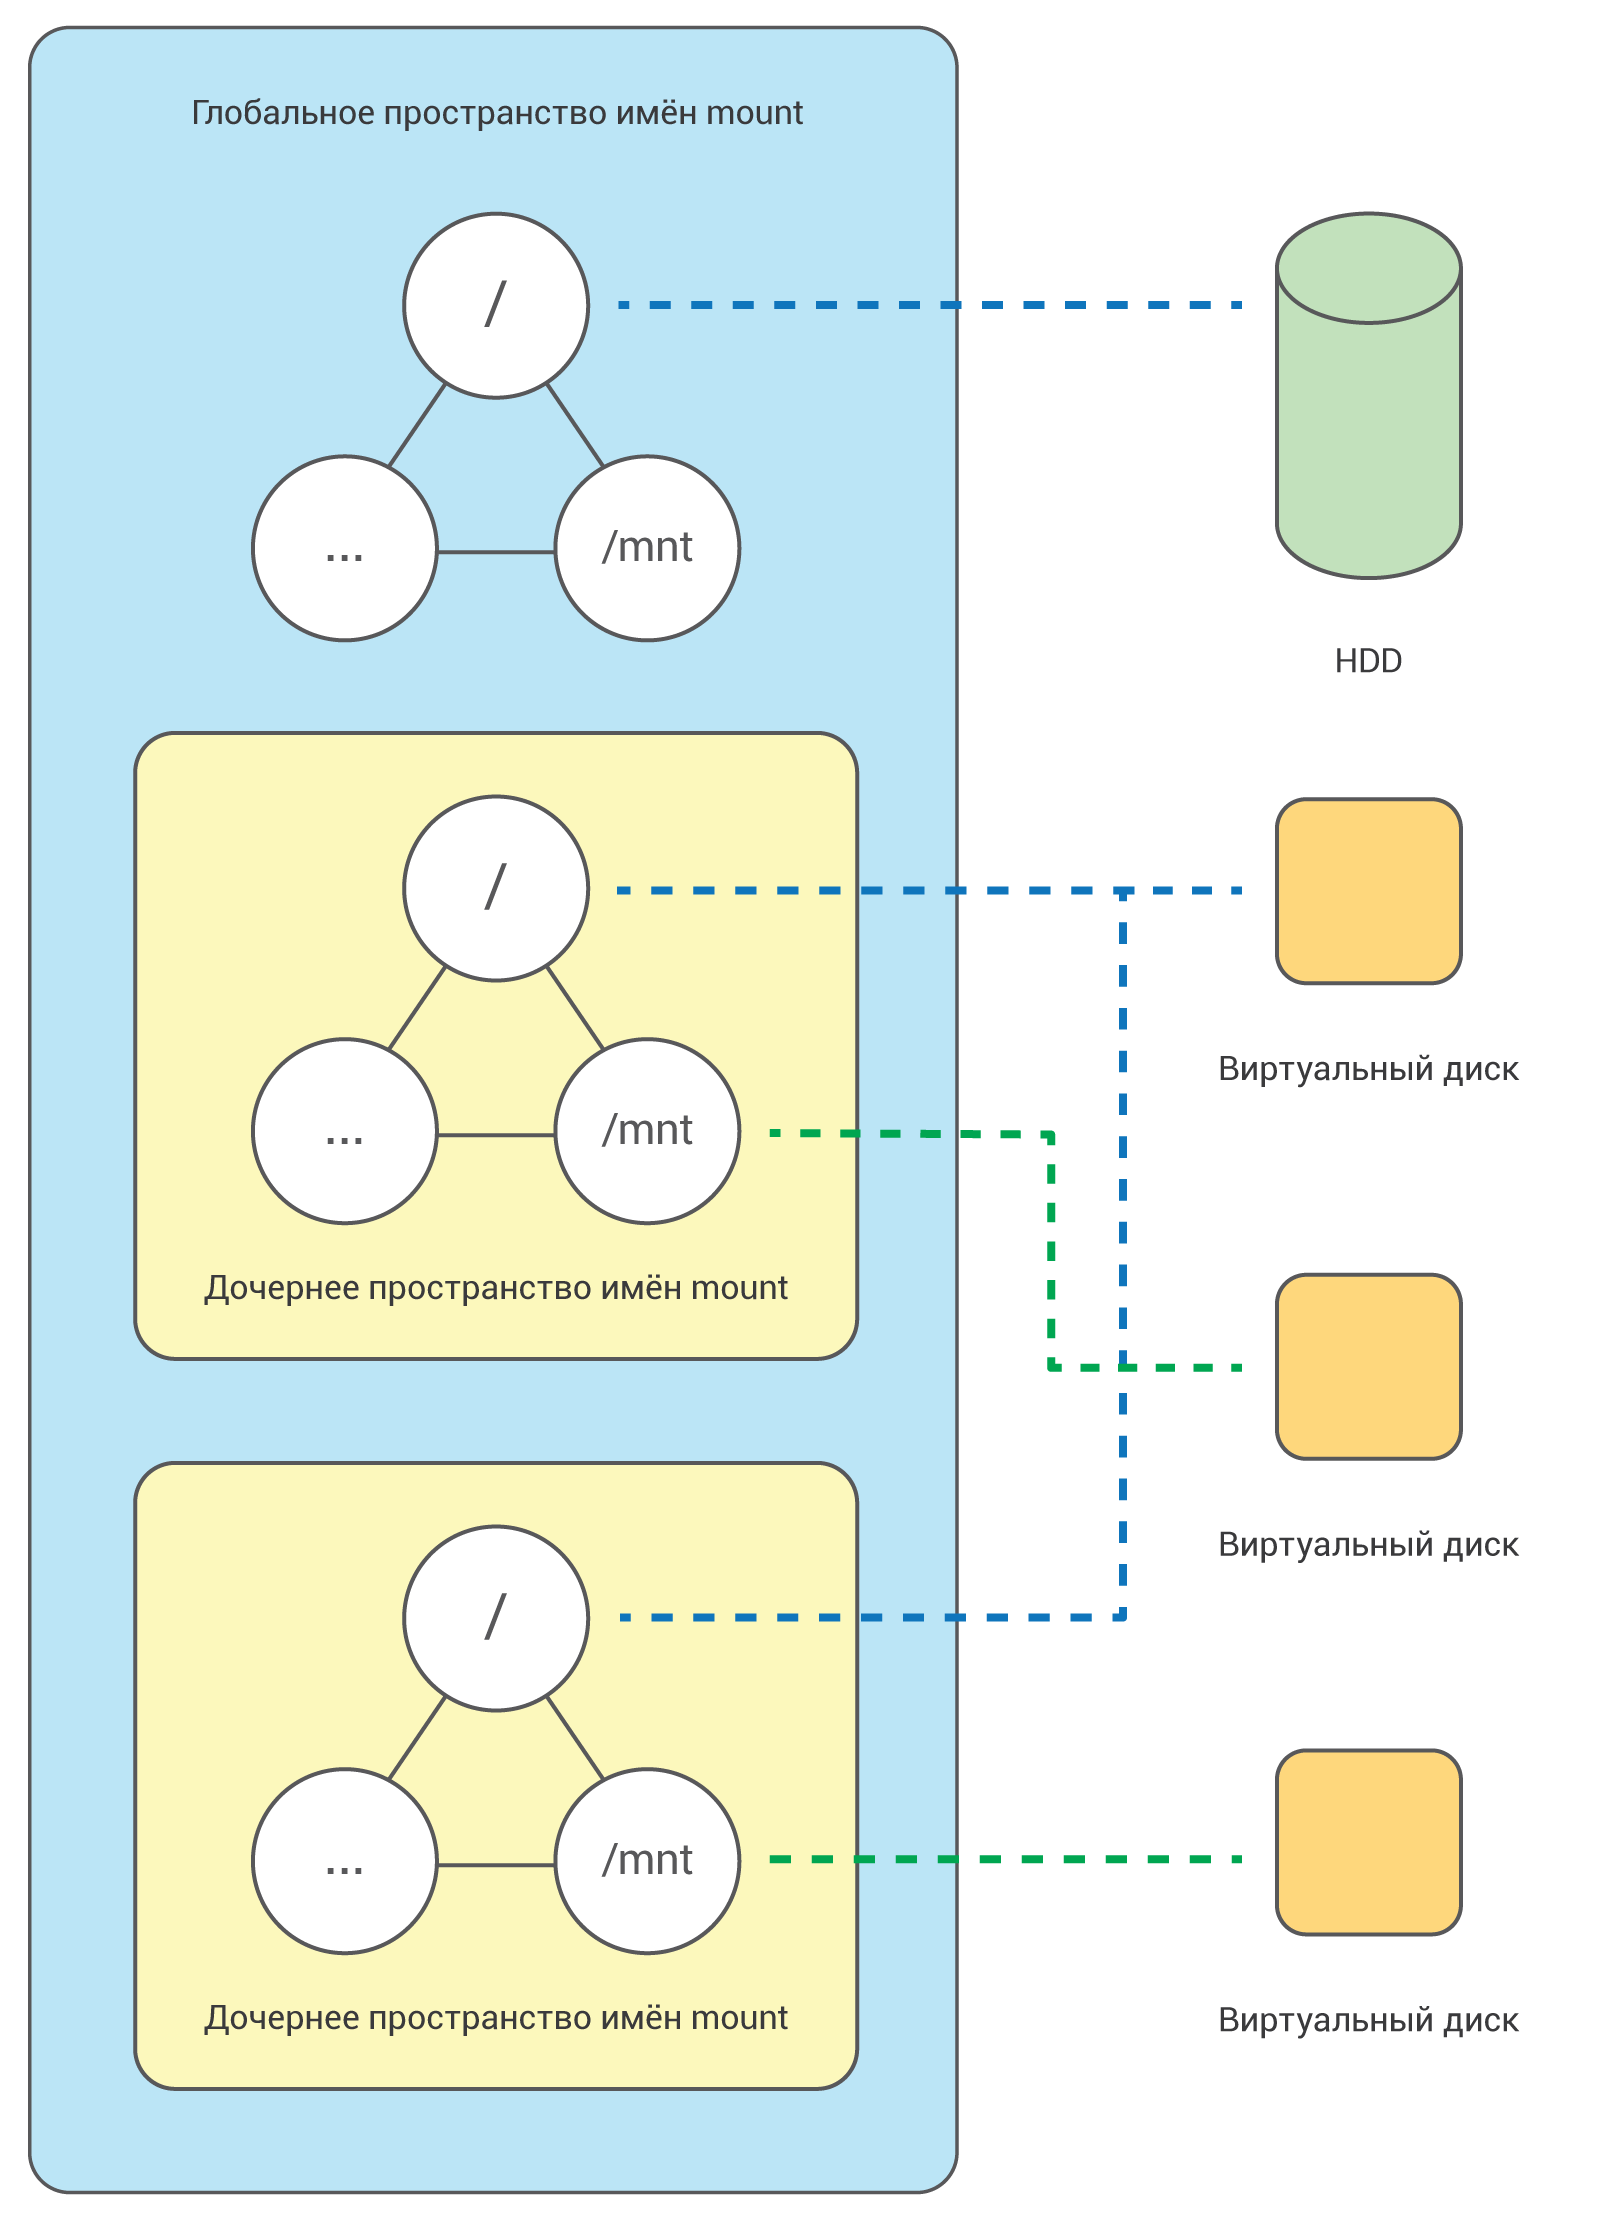 Глобальное пространство имён mount
/
...
/mnt
HDD
/
...
/mnt
Дочернее пространство имён mount
Виртуальный диск
Виртуальный диск
/
...
/mnt
Дочернее пространство имён mount
Виртуальный диск